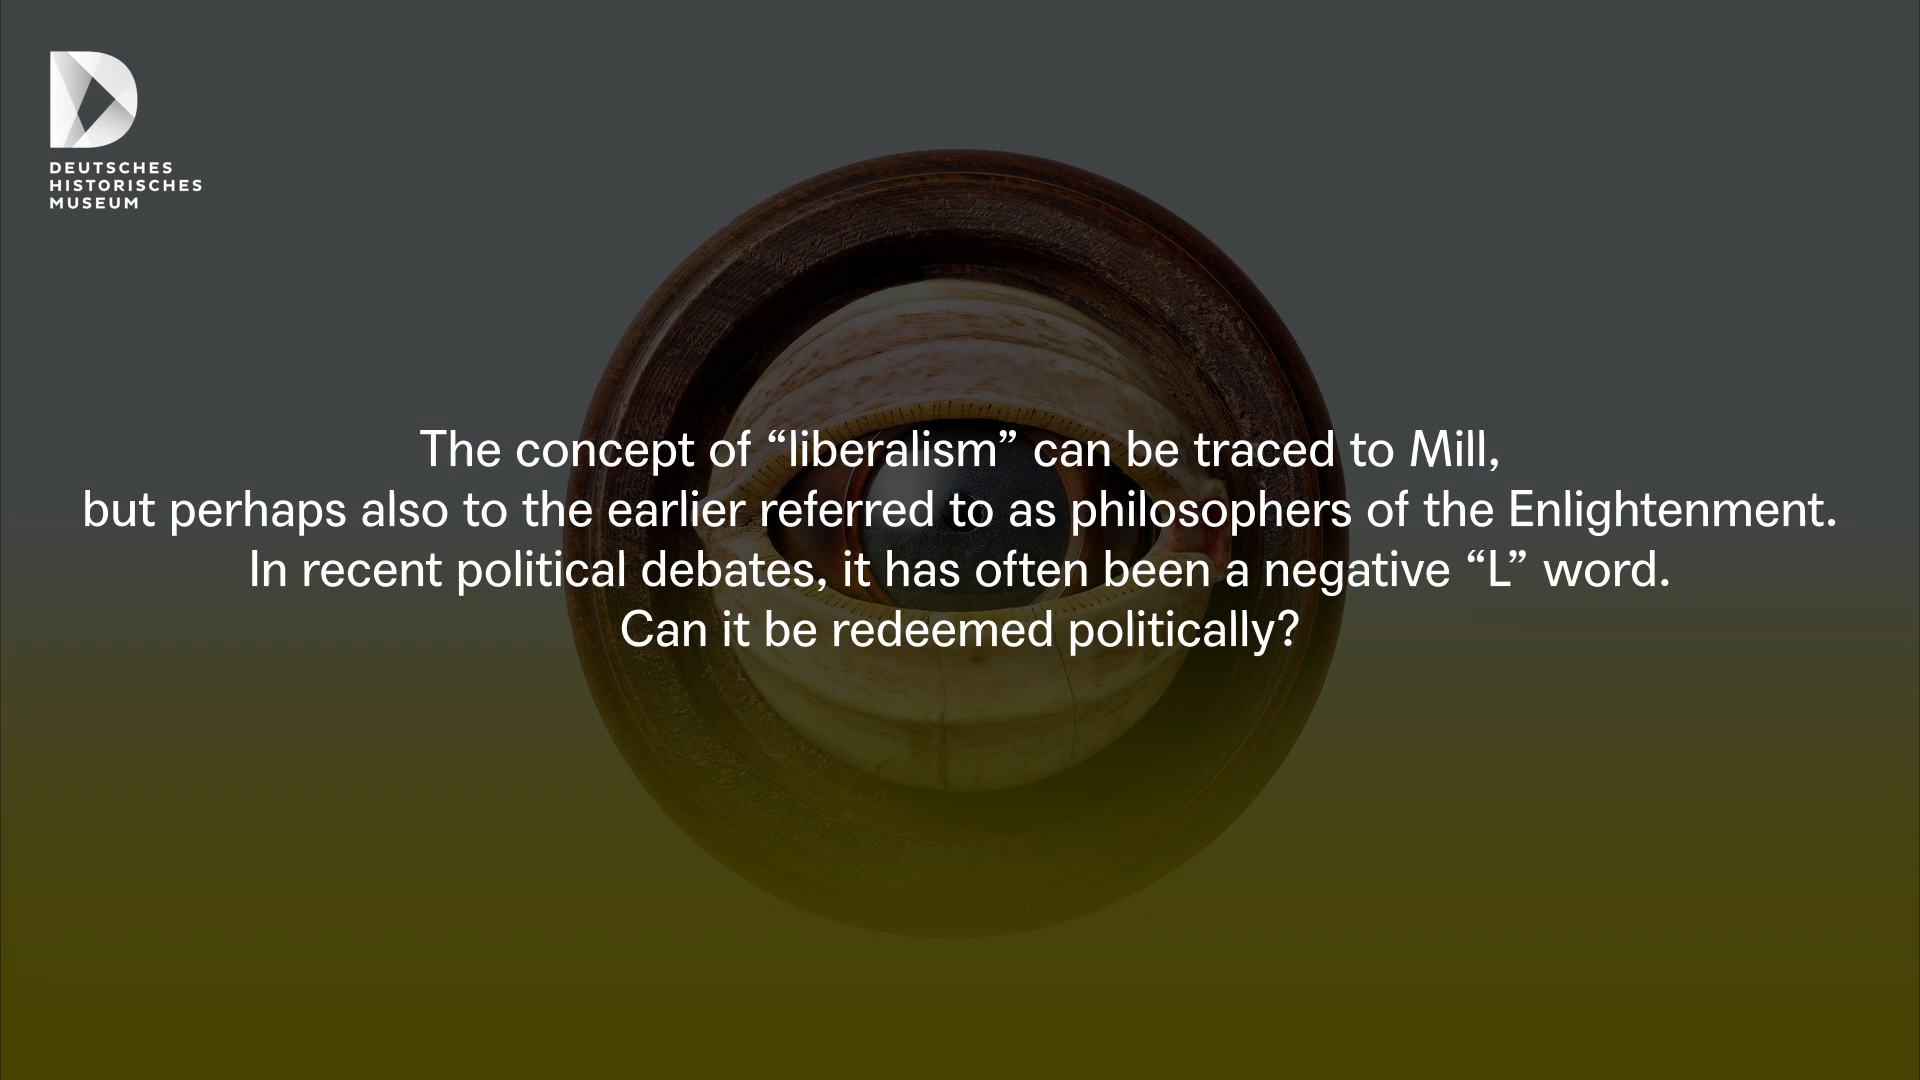 DEUTSCHES
HISTORISCHES
MUSEUM
The concept of “liberalism” can be traced to Mill,
but perhaps also to the earlier referred to as philosophers of the Enlightenment.
In recent political debates, it has often been a negative “L” word.
Can it be redeemed politically?